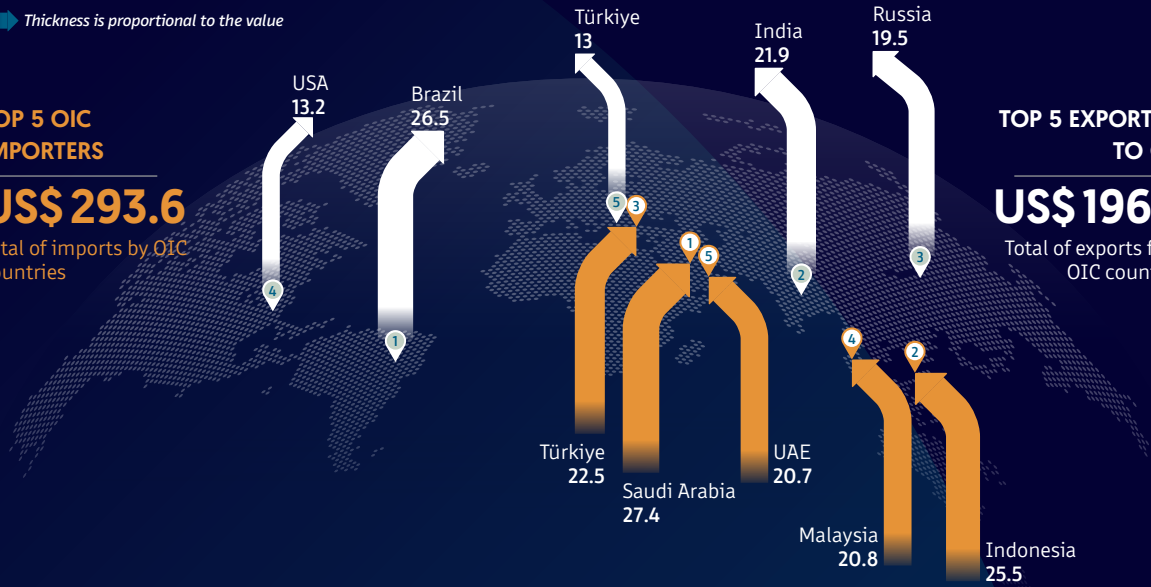 Thickness is proportional to the value
Türkiye
13
India
21.9
Russia
19.5
USA
13.2
Brazil
26.5
OP 5 OIC
MPORTERS
US$ 293.6
tal of imports by OIC
ountries
TOP 5 EXPORT
TO
US$ 196
Total of exports f
OIC count
5
3
1
5
2
3
4
1
4
2
Türkiye
22.5
Saudi Arabia
27.4
UAE
20.7
Malaysia
20.8
Indonesia
25.5